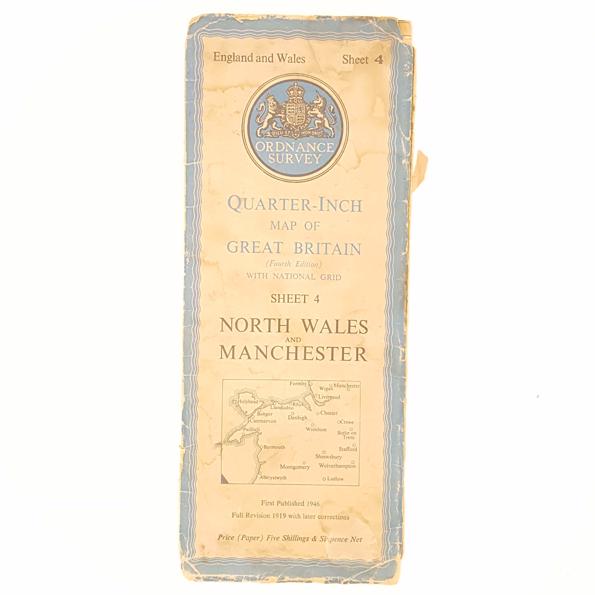 England and Wales Sheet 4
ORDNANCE
SURVEY
QUARTER-INCH
MAP OF
GREAT BRITAIN
(Fourth Edition)
WITH NATIONAL GRID
SHEET 4
NORTH WALES
AND
MANCHESTER
Formby Manchester
Wigan
Liverpool
Holyhead
Rhyl
Llandudno
Bangor Chester
Caernarvon Denbigh
Crewe
Pwllheli Wrexham
Stoke on
Trent
Barmouth Stafford
Shrewsbury
Montgomery Wolverhampton
Aberystwyth Ludlow
First Published 1946
Full Revision 1919 with later corrections
Price (Paper) Five Shillings & Sixpence Net